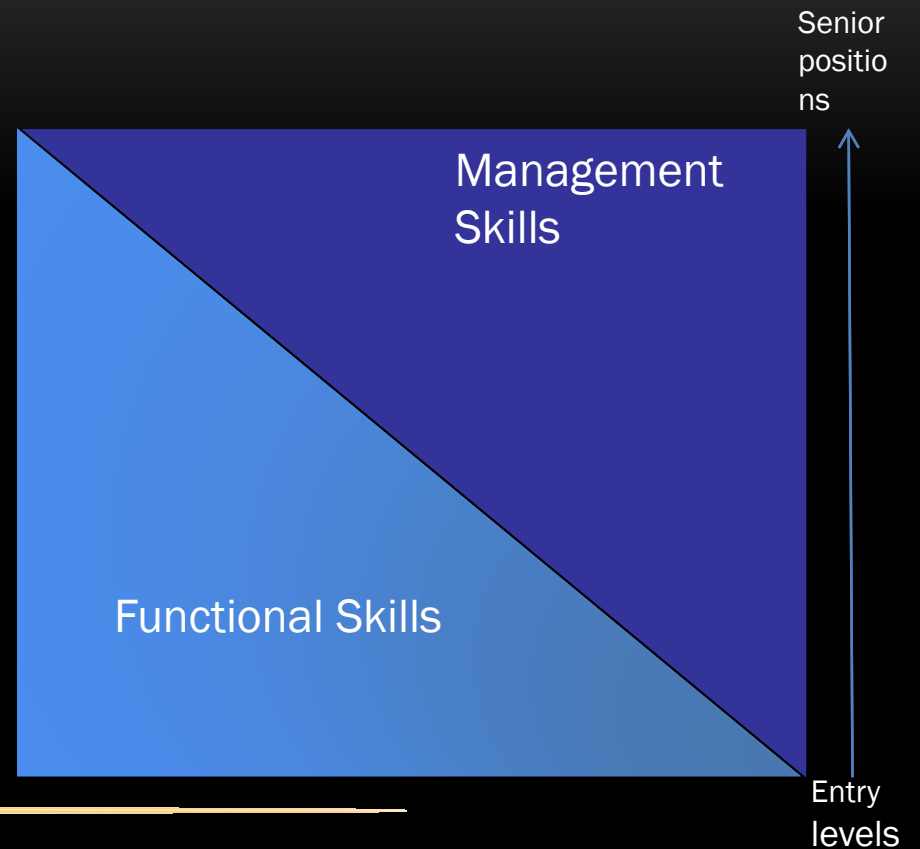 Senior
positio
ns
Management
Skills
Functional Skills
Entry
levels